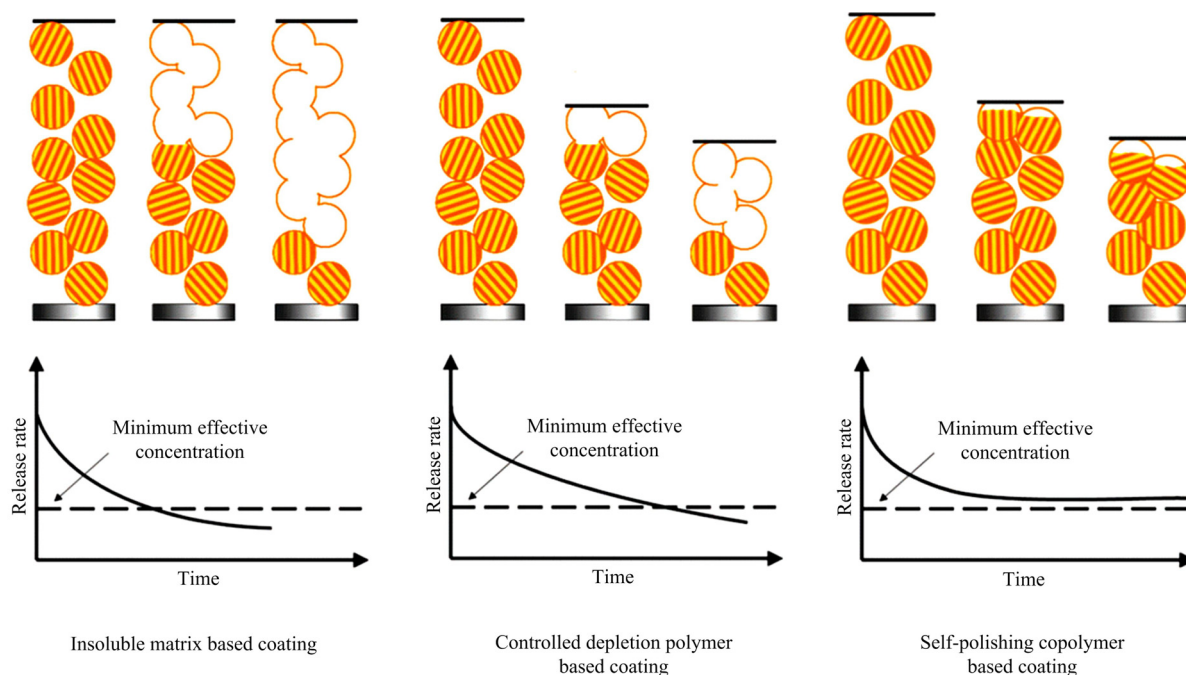 Release rate
Minimum effective
concentration
Time
Insoluble matrix based coating
Release rate
Minimum effective
concentration
Time
Controlled depletion polymer
based coating
Release rate
Minimum effective
concentration
Time
Self-polishing copolymer
based coating